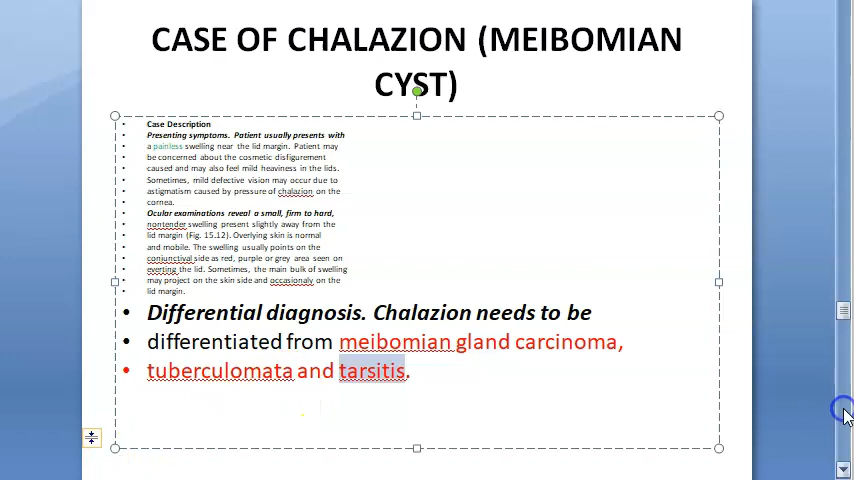 CASE OF CHALAZION (MEIBOMIAN
CYST)
• Case Description
• Presenting symptoms. Patient usually presents with
• a painless swelling near the lid margin. Patient may
• be concerned about the cosmetic disfigurement
• caused and may also feel mild heaviness in the lids.
• Sometimes, mild defective vision may occur due to
• astigmatism caused by pressure of chalazion on the
• cornea.
• Ocular examinations reveal a small, firm to hard,
• nontender swelling present slightly away from the
• lid margin (Fig. 15.12). Overlying skin is normal
• and mobile. The swelling usually points on the
• conjunctival side as red, purple or grey area seen on
• everting the lid. Sometimes, the main bulk of swelling
• may project on the skin side and occasionaly on the
• lid margin.
• Differential diagnosis. Chalazion needs to be
• differentiated from meibomian gland carcinoma,
• tuberculomata and tarsitis.